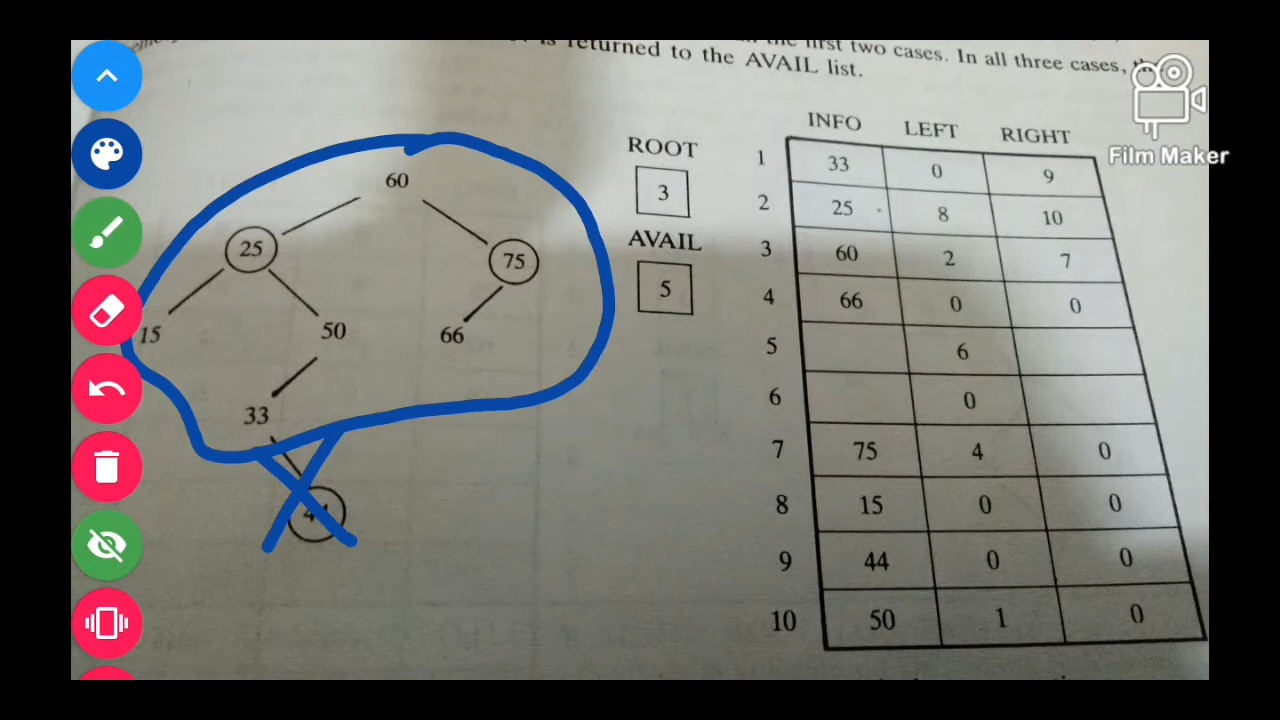 the first two cases. In all three cases, the
is returned to the AVAIL list.
Film Maker
60
25
75
15
50
66
33
ROOT
3
AVAIL
5
INFO LEFT RIGHT
1 33 0 9
2 25 8 10
3 60 2 7
4 66 0 0
5 6
6 0
7 75 4 0
8 15 0 0
9 44 0 0
10 50 1 0